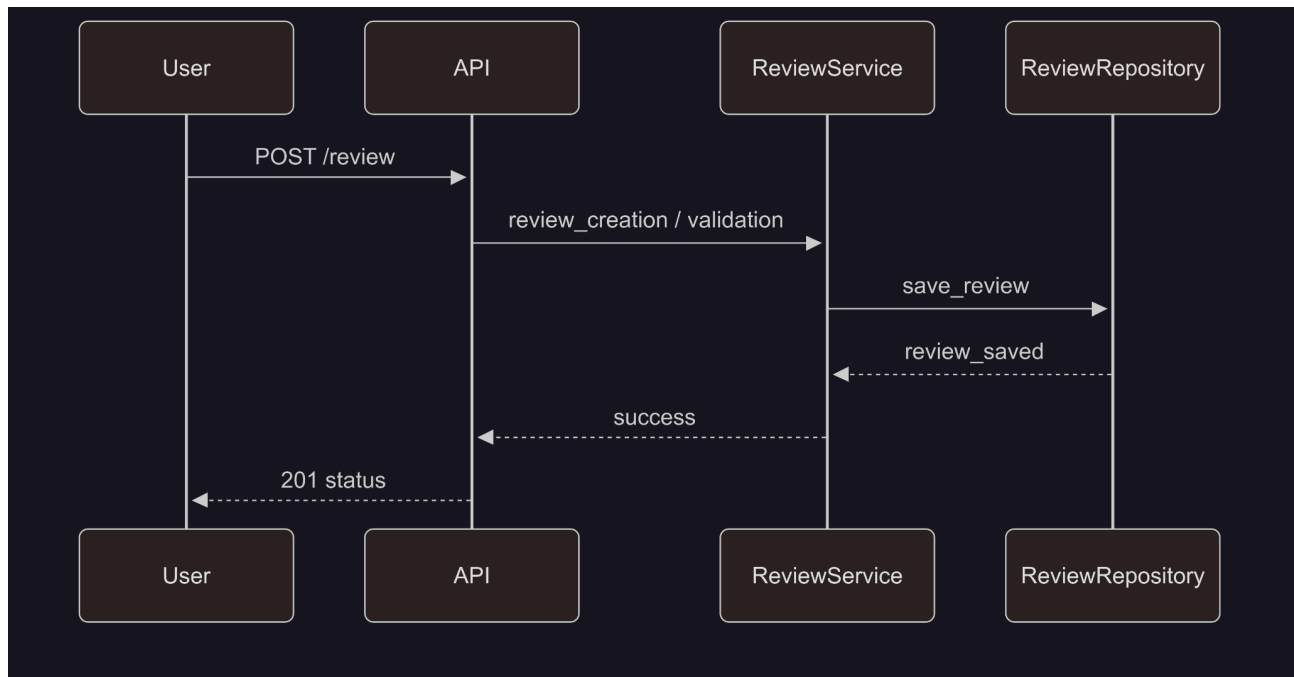 User
API
ReviewService
ReviewRepository
POST /review
review_creation / validation
save_review
review_saved
success
201 status
User
API
ReviewService
ReviewRepository